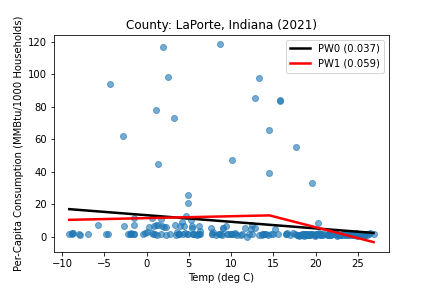 County: LaPorte, Indiana (2021)
PW0 (0.037)
PW1 (0.059)
Per-Capita Consumption (MMBtu/1000 Households)
120
100
80
60
40
20
0
−10 −5 0 5 10 15 20 25
Temp (deg C)